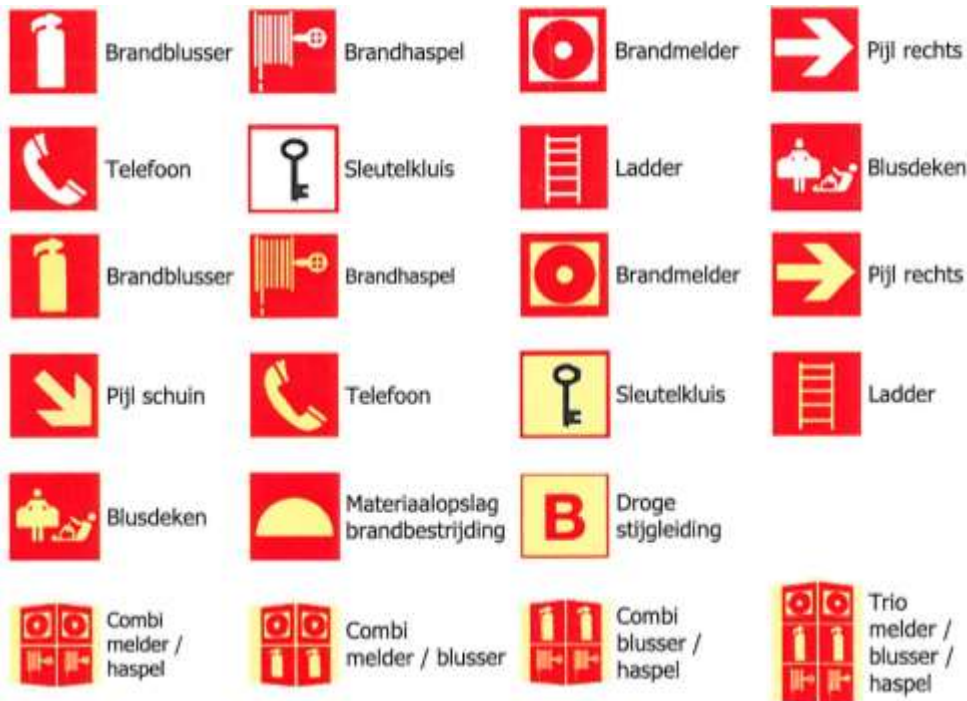 Brandblusser
Brandhaspel
Brandmelder
Pijl rechts
Telefoon
Sleutelkluis
Ladder
Blusdeken
Brandblusser
Brandhaspel
Brandmelder
Pijl rechts
Pijl schuin
Telefoon
Sleutelkluis
Ladder
Blusdeken
Materiaalopslag
brandbestrijding
B
Droge
stijgleiding
Combi
melder /
haspel
Combi
melder / blusser
Combi
blusser /
haspel
Trio
melder /
blusser /
haspel